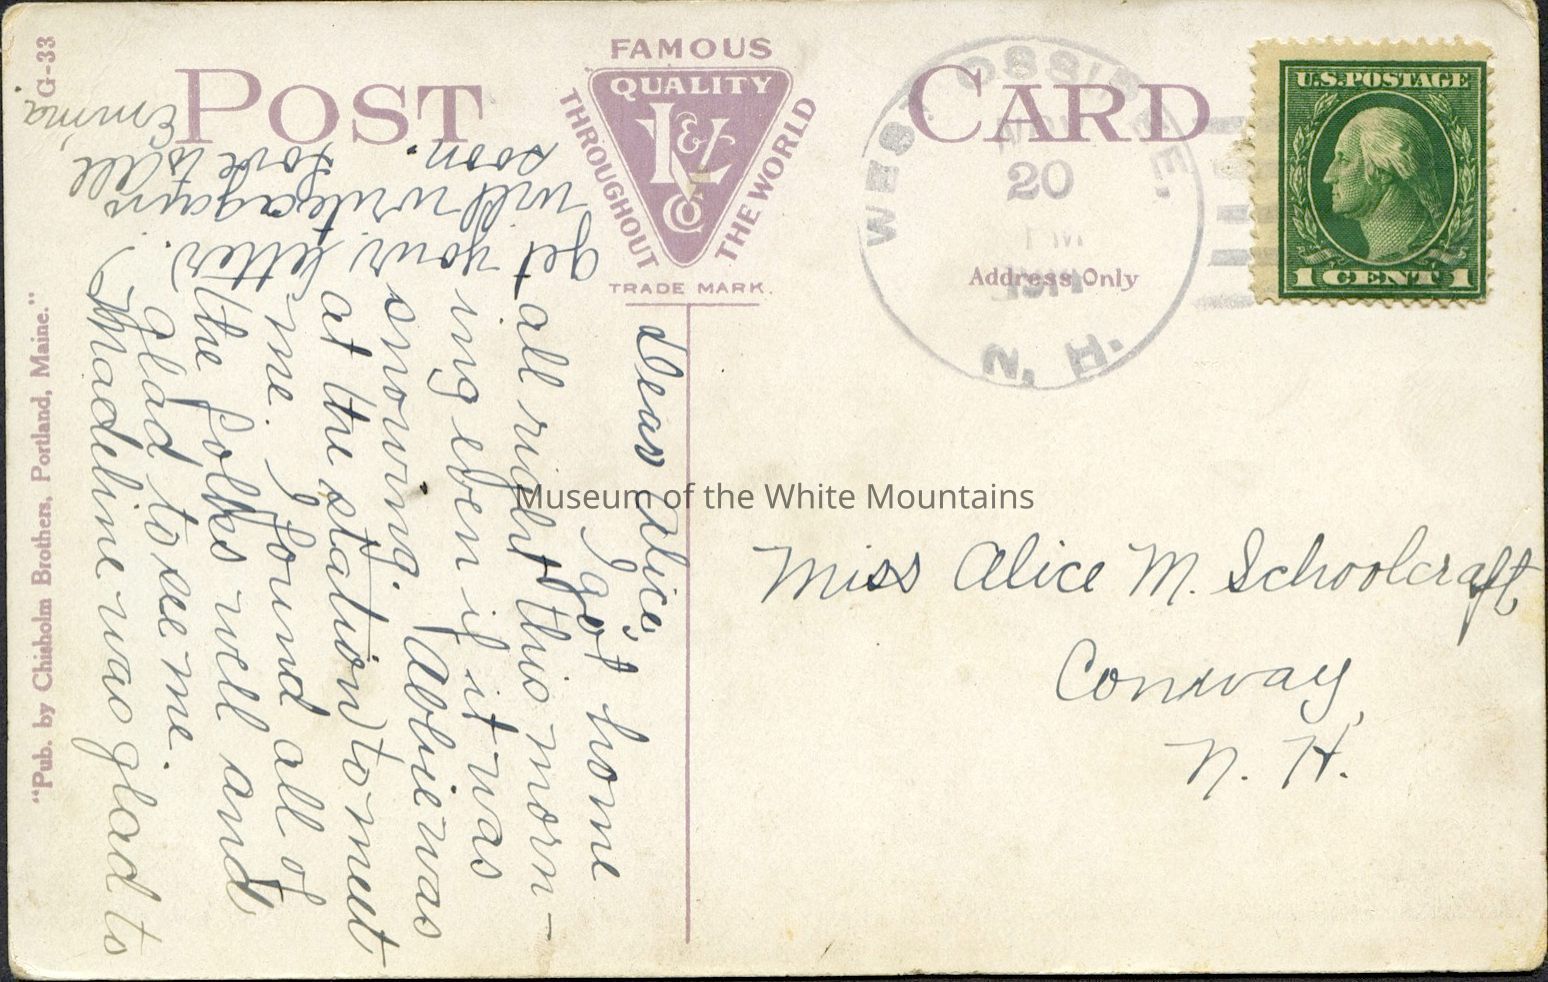 POST CARD
FAMOUS
QUALITY
L & Co
THROUGHOUT
THE WORLD
TRADE MARK.
WEST OSSIPEE,
20
N. H.
Address Only
U.S. POSTAGE
1 CENT 1
G-33
"Pub. by Chisholm Brothers, Portland, Maine."
Dear Alice,
I got home
all right this morn-
ing even if it was
snowing. Abbie was
at the station to meet
me. I found all of
the folks well and
glad to see me.
Madeline was glad to
get your letter.
will write again
soon. Love to all
Emma
Miss Alice M. Schoolcraft
Conway,
N. H.
Museum of the White Mountains